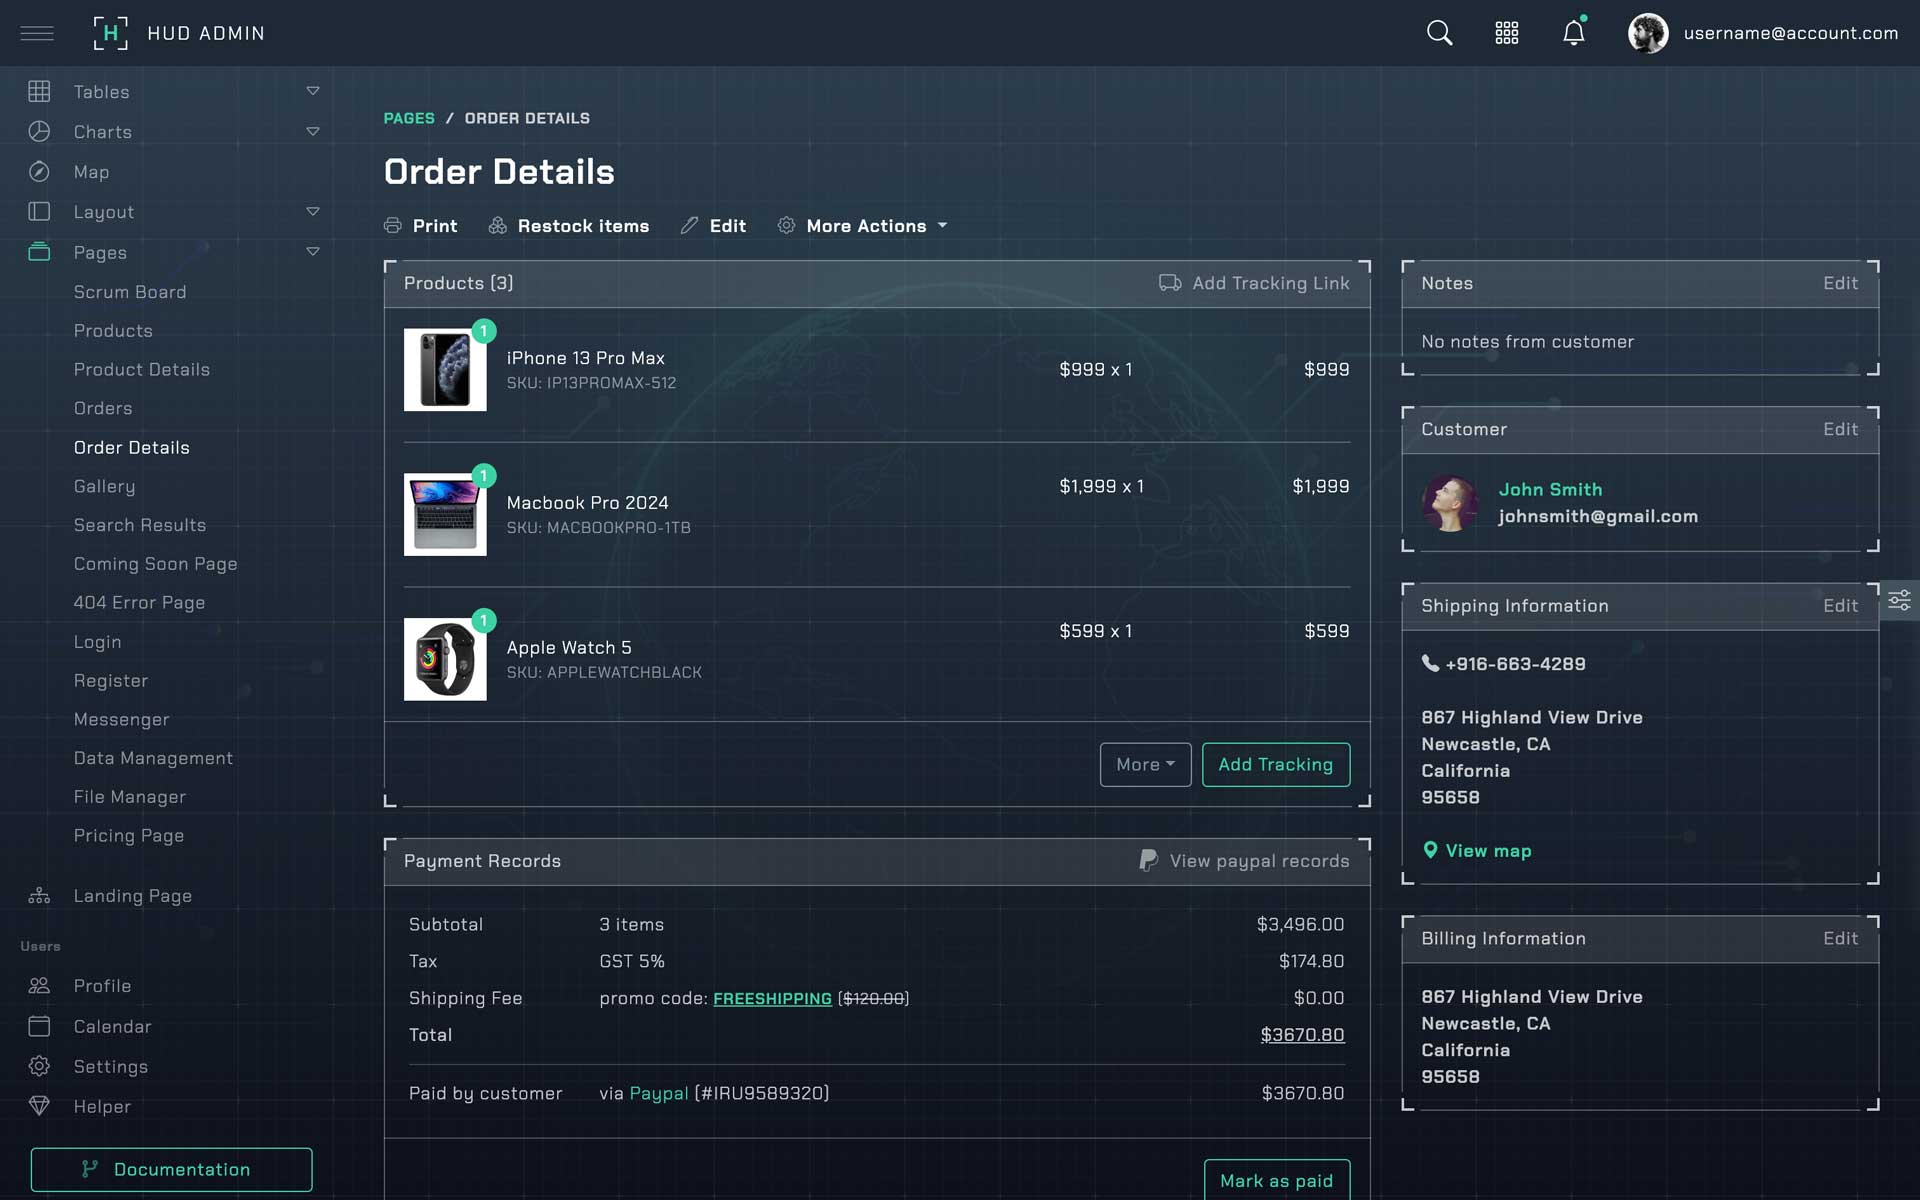 H HUD ADMIN
username@account.com
Tables
Charts
Map
Layout
Pages
Scrum Board
Products
Product Details
Orders
Order Details
Gallery
Search Results
Coming Soon Page
404 Error Page
Login
Register
Messenger
Data Management
File Manager
Pricing Page
Landing Page
Users
Profile
Calendar
Settings
Helper
Documentation
PAGES / ORDER DETAILS
Order Details
Print Restock items Edit More Actions
Products (3) Add Tracking Link
1
iPhone 13 Pro Max
SKU: IP13PROMAX-512
$999 x 1 $999
1
Macbook Pro 2024
SKU: MACBOOKPRO-1TB
$1,999 x 1 $1,999
1
Apple Watch 5
SKU: APPLEWATCHBLACK
$599 x 1 $599
More Add Tracking
Payment Records View paypal records
Subtotal 3 items $3,496.00
Tax GST 5% $174.80
Shipping Fee promo code: FREESHIPPING ($120.00) $0.00
Total $3670.80
Paid by customer via Paypal (#IRU9589320) $3670.80
Mark as paid
Notes Edit
No notes from customer
Customer Edit
John Smith
johnsmith@gmail.com
Shipping Information Edit
+916-663-4289
867 Highland View Drive
Newcastle, CA
California
95658
View map
Billing Information Edit
867 Highland View Drive
Newcastle, CA
California
95658